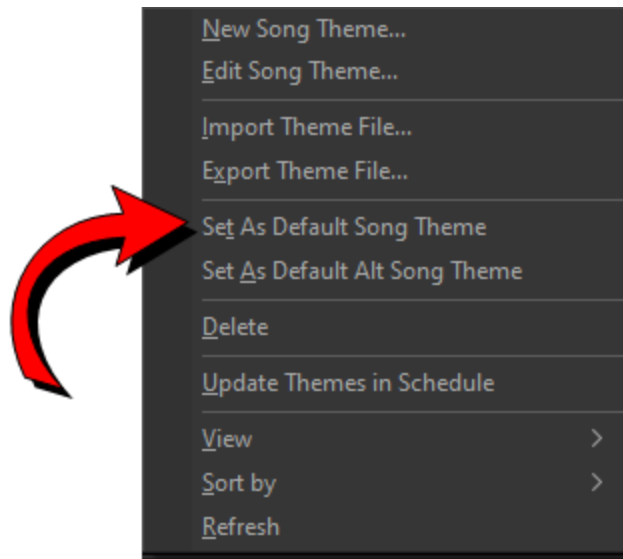 New Song Theme...
Edit Song Theme...
Import Theme File...
Export Theme File...
Set As Default Song Theme
Set As Default Alt Song Theme
Delete
Update Themes in Schedule
View
Sort by
Refresh